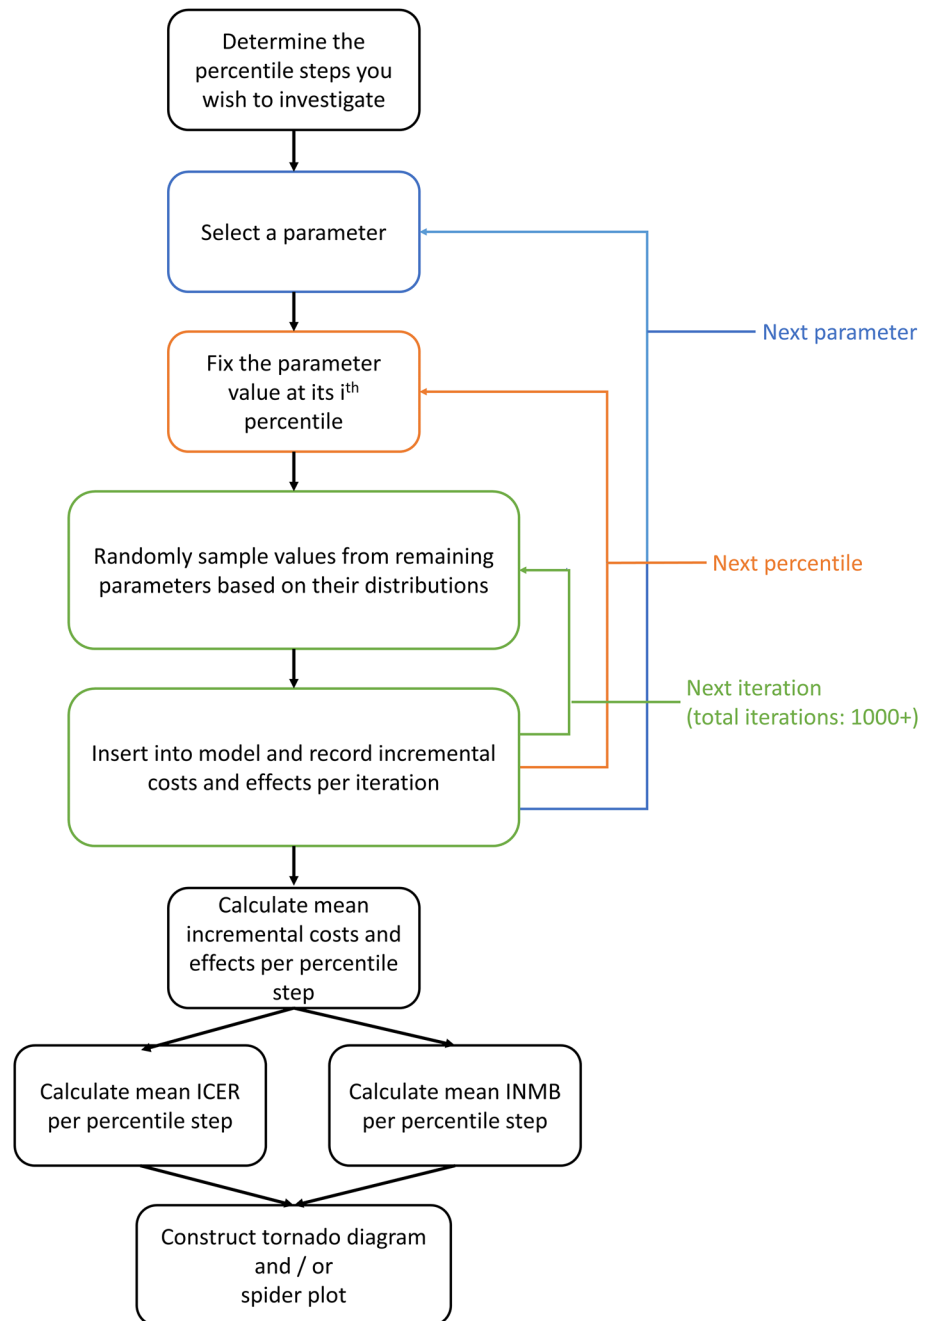 Determine the
percentile steps you
wish to investigate
Select a parameter
Next parameter
Fix the parameter
value at its iᵗʰ
percentile
Randomly sample values from remaining
parameters based on their distributions
Next percentile
Next iteration
(total iterations: 1000+)
Insert into model and record incremental
costs and effects per iteration
Calculate mean
incremental costs and
effects per percentile
step
Calculate mean ICER
per percentile step
Calculate mean INMB
per percentile step
Construct tornado diagram
and / or
spider plot